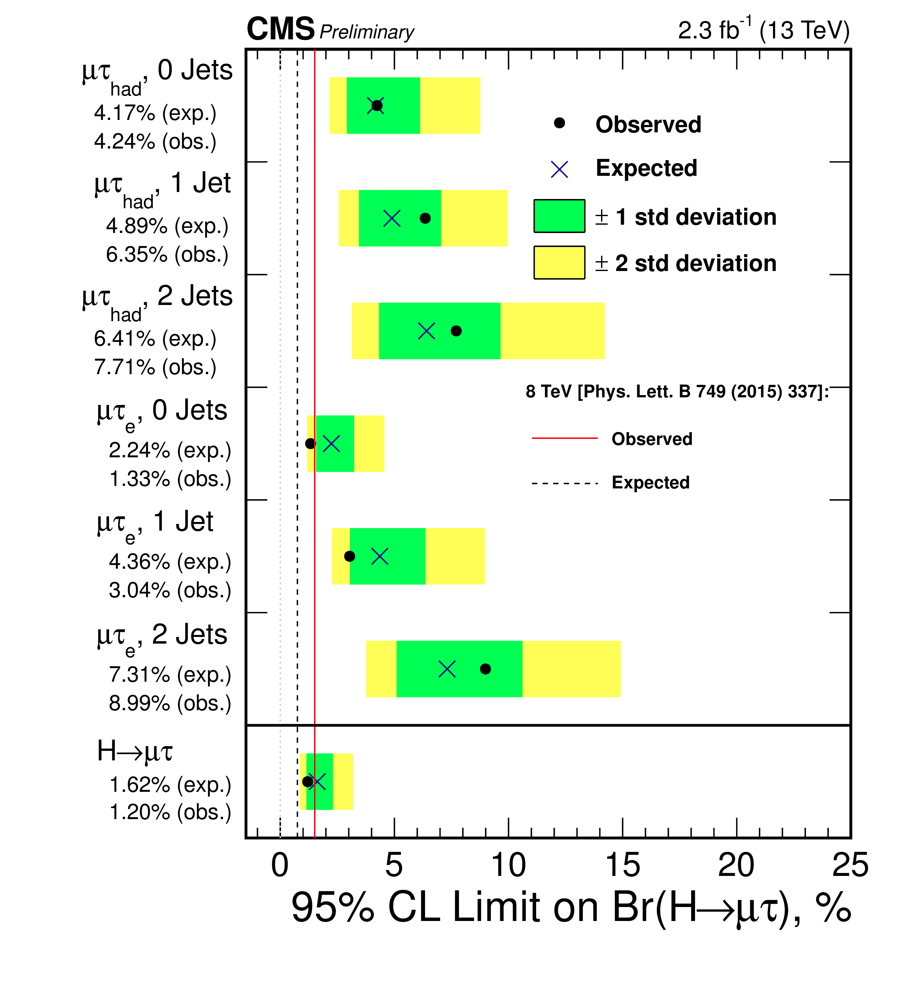 CMS Preliminary 2.3 fb-1 (13 TeV)
μτhad, 0 Jets
4.17% (exp.)
4.24% (obs.)
μτhad, 1 Jet
4.89% (exp.)
6.35% (obs.)
μτhad, 2 Jets
6.41% (exp.)
7.71% (obs.)
μτe, 0 Jets
2.24% (exp.)
1.33% (obs.)
μτe, 1 Jet
4.36% (exp.)
3.04% (obs.)
μτe, 2 Jets
7.31% (exp.)
8.99% (obs.)
H→μτ
1.62% (exp.)
1.20% (obs.)
Observed
Expected
± 1 std deviation
± 2 std deviation
8 TeV [Phys. Lett. B 749 (2015) 337]:
Observed
Expected
0 5 10 15 20 25
95% CL Limit on Br(H→μτ), %